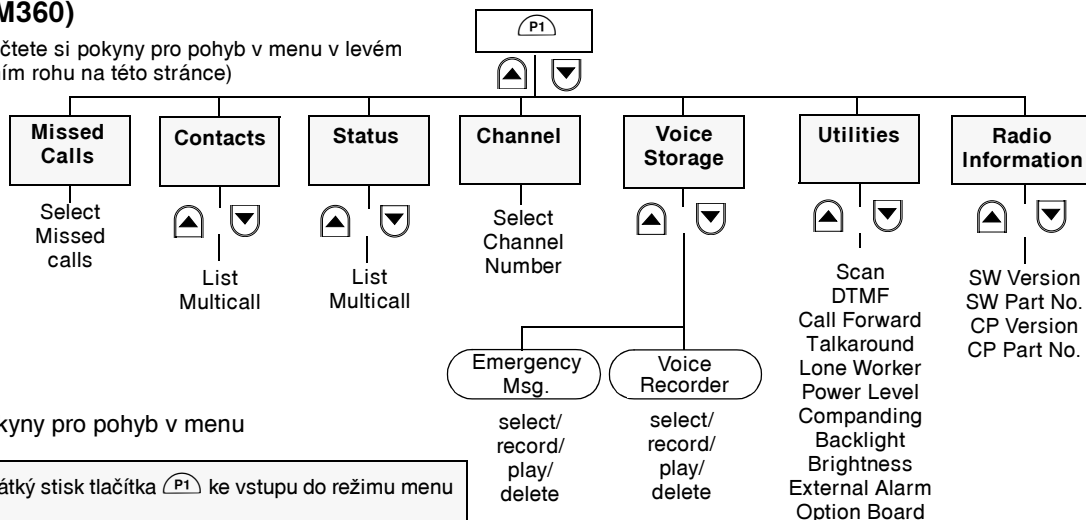 M360)
čtete si pokyny pro pohyb v menu v levém
ním rohu na této stránce)
P1
Missed
Calls
Select
Missed
calls
Contacts
List
Multicall
Status
List
Multicall
Channel
Select
Channel
Number
Voice
Storage
Emergency
Msg.
select/
record/
play/
delete
Voice
Recorder
select/
record/
play/
delete
Utilities
Scan
DTMF
Call Forward
Talkaround
Lone Worker
Power Level
Companding
Backlight
Brightness
External Alarm
Option Board
Radio
Information
SW Version
SW Part No.
CP Version
CP Part No.
kyny pro pohyb v menu
átký stisk tlačítka P1 ke vstupu do režimu menu